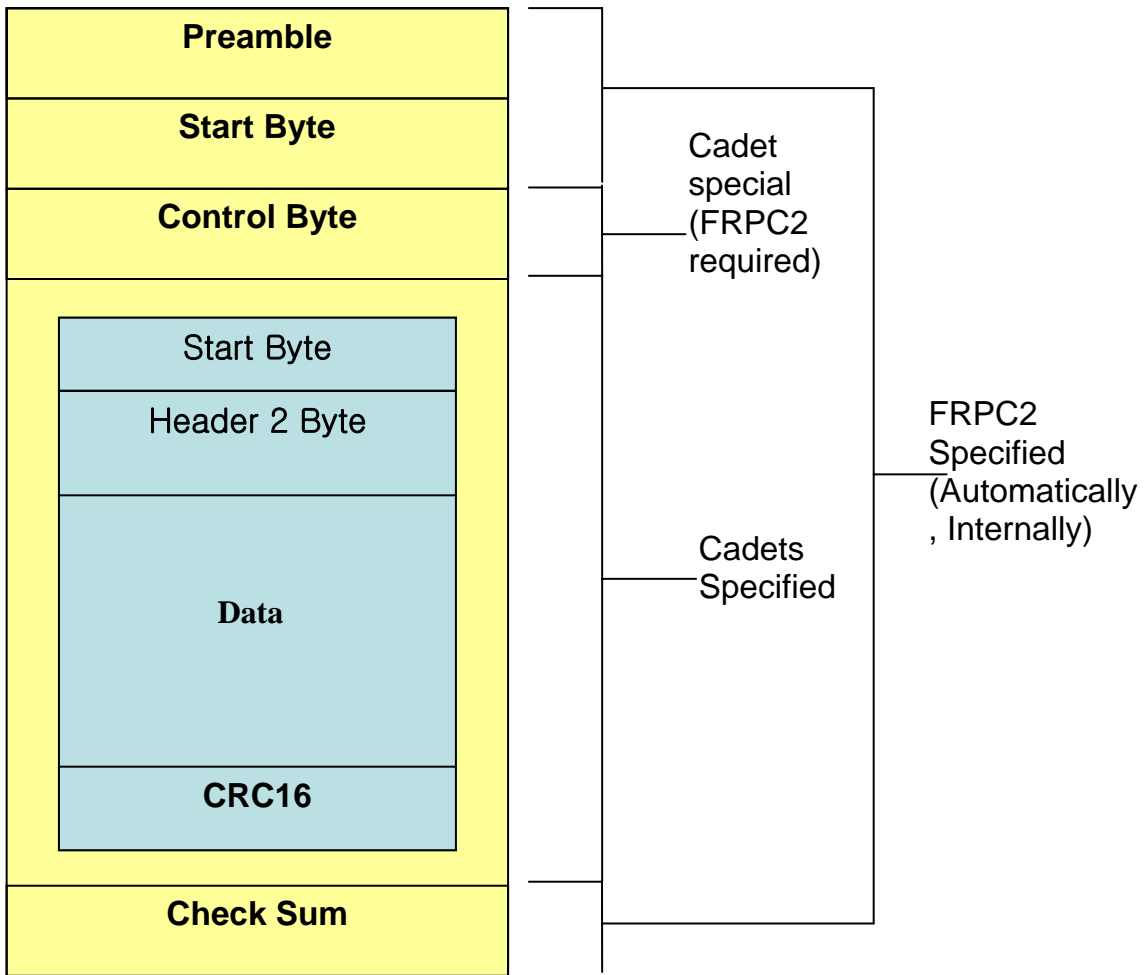 Preamble
Start Byte
Control Byte
Start Byte
Header 2 Byte
Data
CRC16
Check Sum
Cadet
special
(FRPC2
required)
Cadets
Specified
FRPC2
Specified
(Automatically
, Internally)